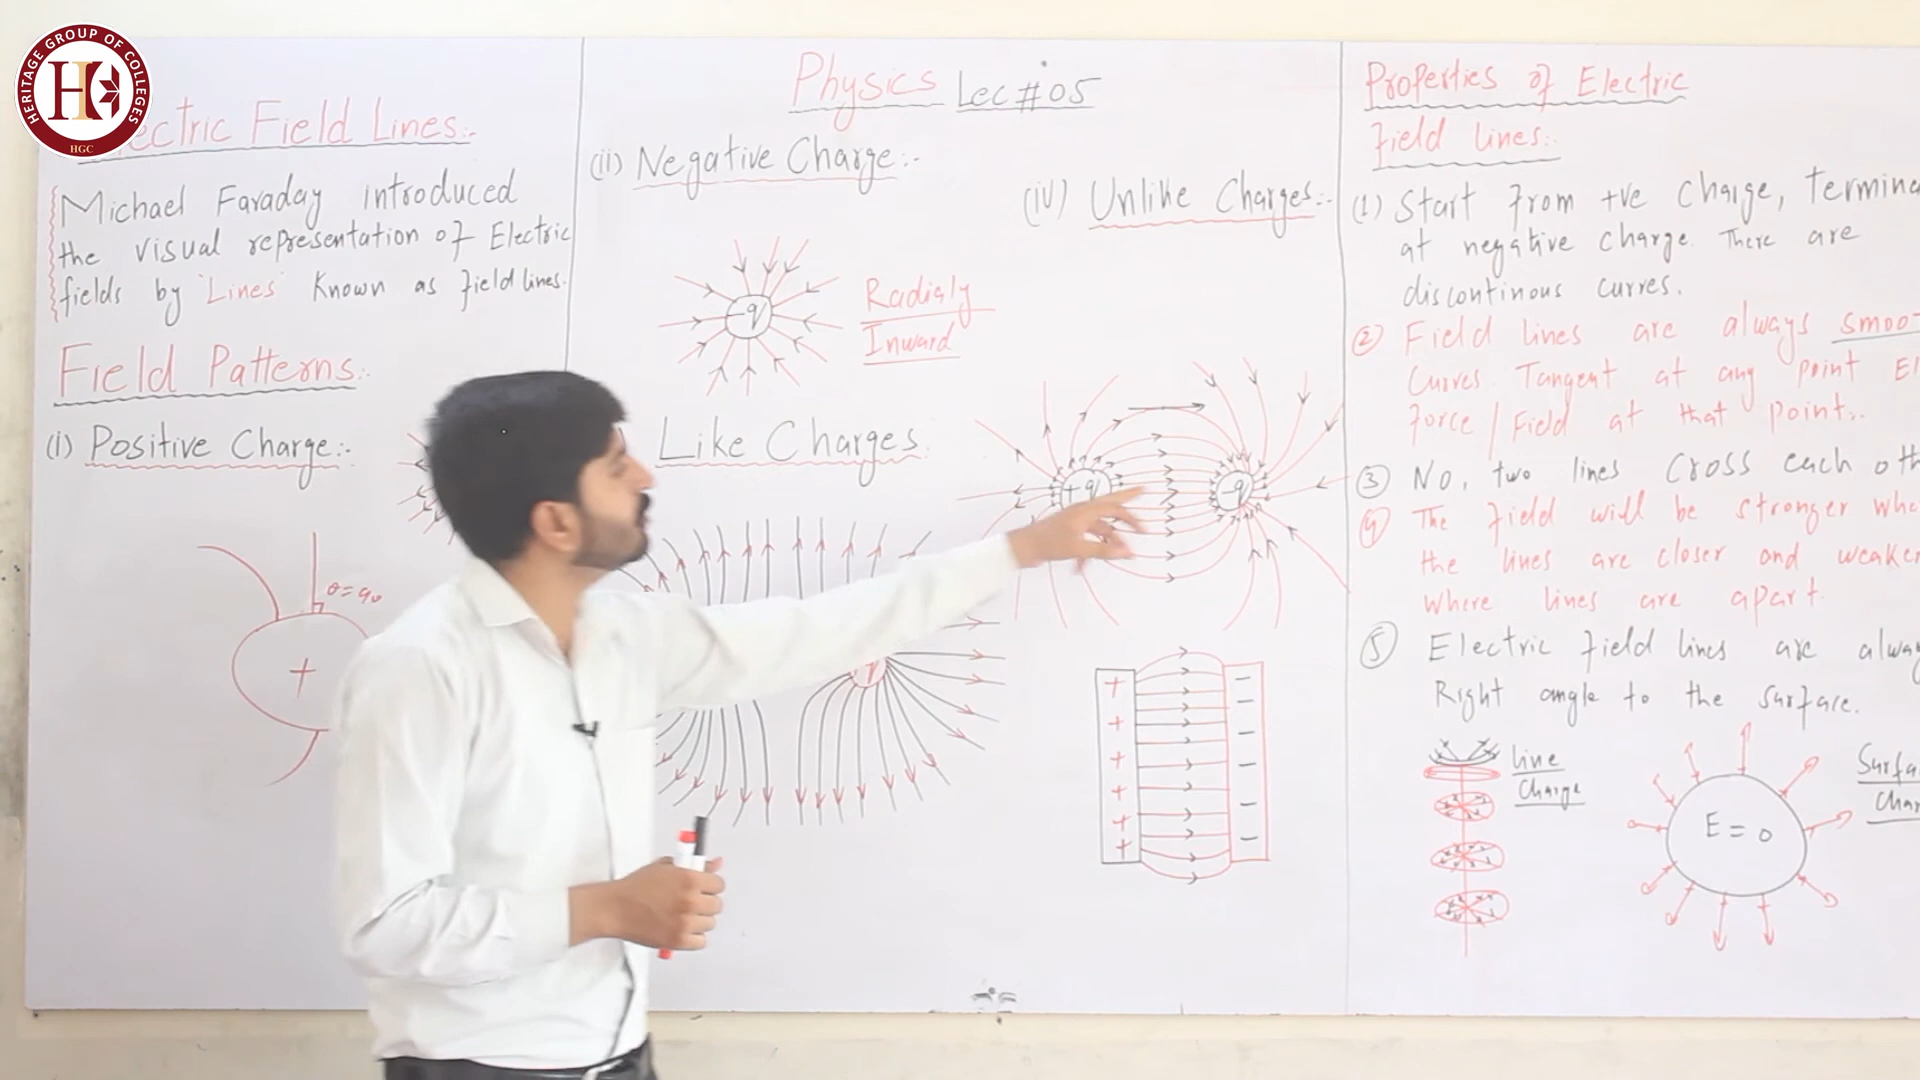 HERITAGE GROUP OF COLLEGES
HGC
Physics Lec # 05
ectric Field Lines:-
Michael Faraday introduced
the visual representation of Electric
fields by 'Lines' Known as field lines.
Field Patterns:-
(i) Positive Charge:-
θ = 90
+
(ii) Negative Charge:-
-q
Radialy
Inward
Like Charges
q
(iv) Unlike Charges:-
+q
-q
+ -
+ -
+ -
+ -
+ -
+ -
Properties of Electric
field lines:-
(1) Start from +ve charge, termina
at negative charge. There are
discontinous curves.
② Field lines are always smoo
curves. Tangent at any point El
force / Field at that point:.
③ No, two lines cross each oth
④ The field will be stronger whe
the lines are closer and weaker
where lines are apart.
⑤ Electric field lines are alway
Right angle to the surface.
line
charge
E = 0
Surfa
Char